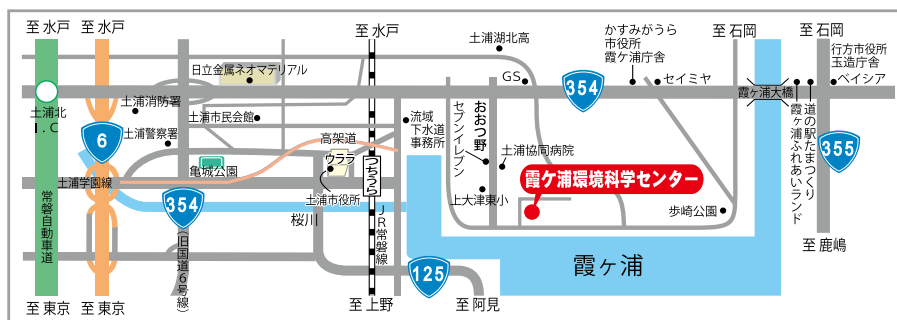 至 水戸
至 水戸
至 水戸
至 石岡
至 石岡
土浦湖北高
かすみがうら
市役所
霞ヶ浦庁舎
行方市役所
玉造庁舎
ベイシア
日立金属ネオマテリアル
GS
354
セイミヤ
霞ヶ浦大橋
土浦北
I.C
土浦消防署
土浦市民会館
流域
下水道
事務所
セブンイレブン
おおつ野
道の駅たまつくり
霞ヶ浦ふれあいランド
6
土浦警察署
高架道
土浦協同病院
355
ウララ
つちうら
亀城公園
霞ケ浦環境科学センター
土浦学園線
土浦市役所
上大津東小
歩崎公園
常磐自動車道
354
(旧国道6号線)
桜川
JR常磐線
至 鹿嶋
霞ヶ浦
125
至 東京
至 東京
至 上野
至 阿見